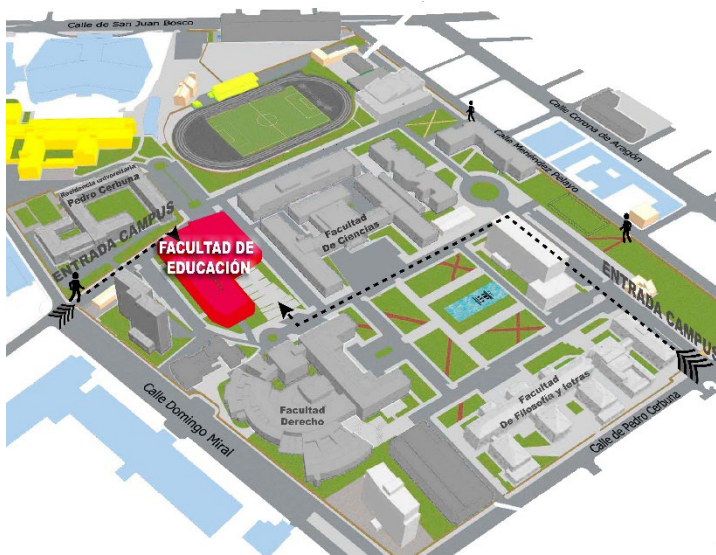 Calle de San Juan Bosco
Calle Corona de Aragón
Calle Menéndez Pelayo
Residencia universitaria
Pedro Cerbuna
ENTRADA CAMPUS
FACULTAD DE
EDUCACIÓN
Facultad
De Ciencias
ENTRADA CAMPUS
Facultad
De Filosofía y letras
Calle de Pedro Cerbuna
Facultad
Derecho
Calle Domingo Miral